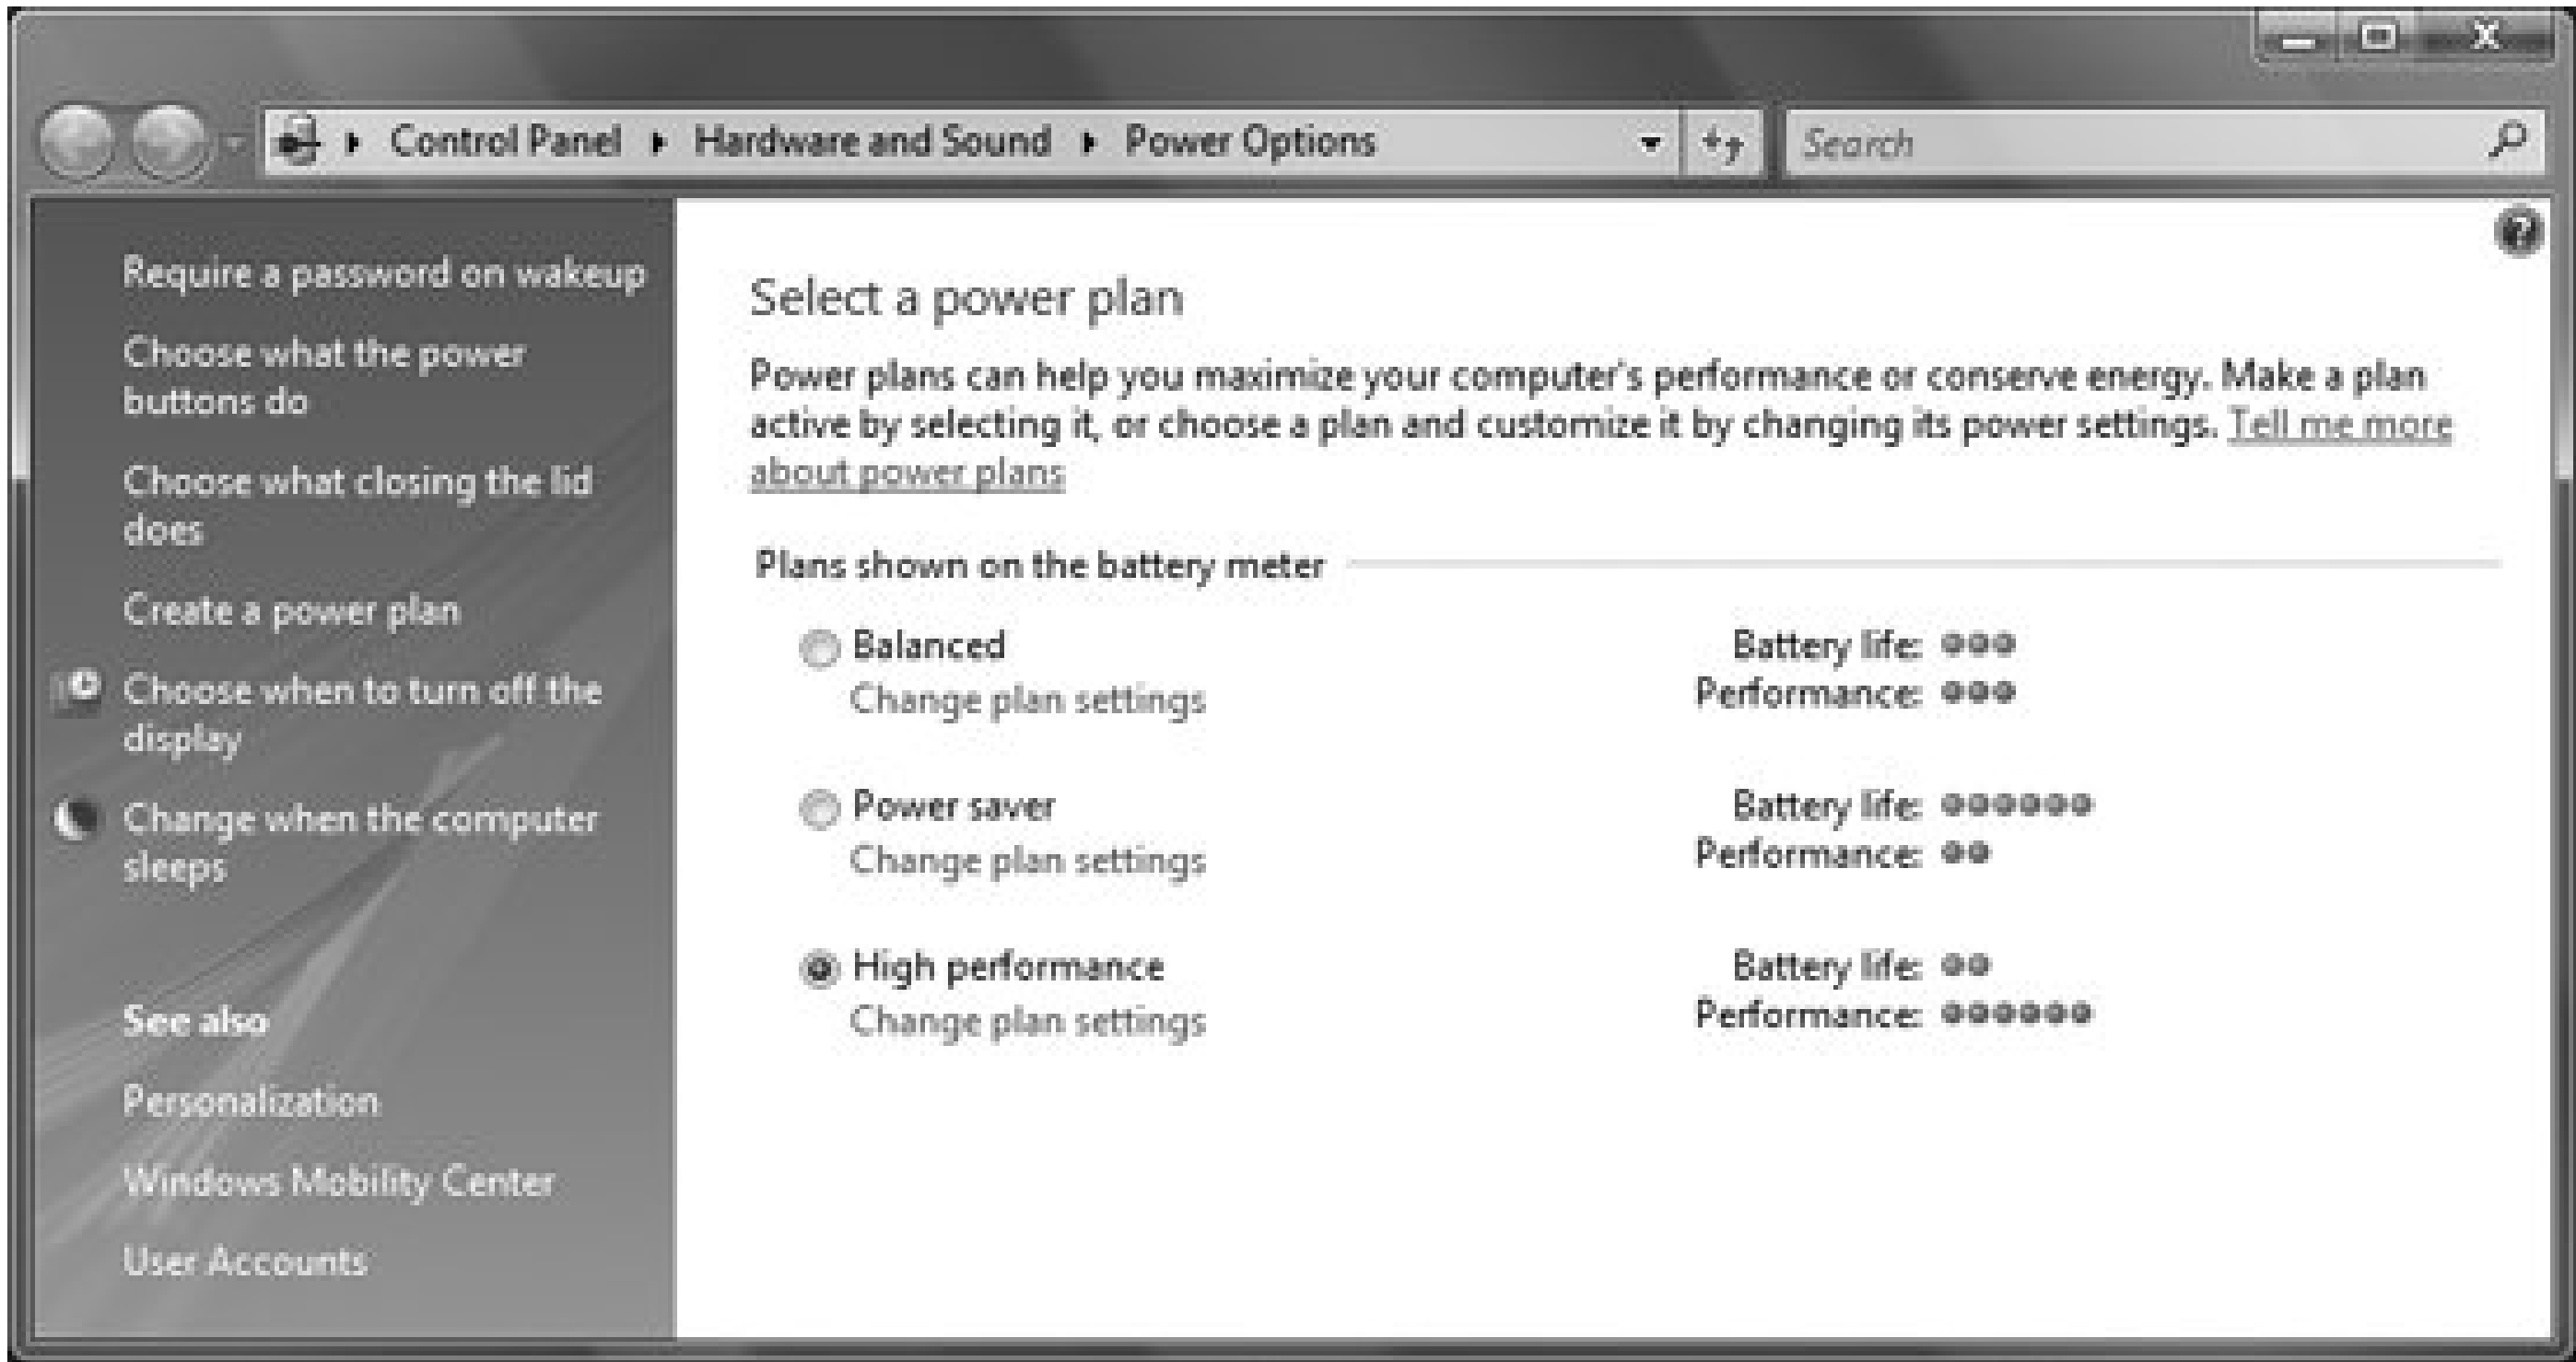 Control Panel Hardware and Sound Power Options
Search
Require a password on wakeup
Choose what the power
buttons do
Choose what closing the lid
does
Create a power plan
Choose when to turn off the
display
Change when the computer
sleeps
See also
Personalization
Windows Mobility Center
User Accounts
Select a power plan
Power plans can help you maximize your computer's performance or conserve energy. Make a plan
active by selecting it, or choose a plan and customize it by changing its power settings. Tell me more
about power plans
Plans shown on the battery meter
Balanced
Change plan settings
Battery life:
Performance:
Power saver
Change plan settings
Battery life:
Performance:
High performance
Change plan settings
Battery life:
Performance: